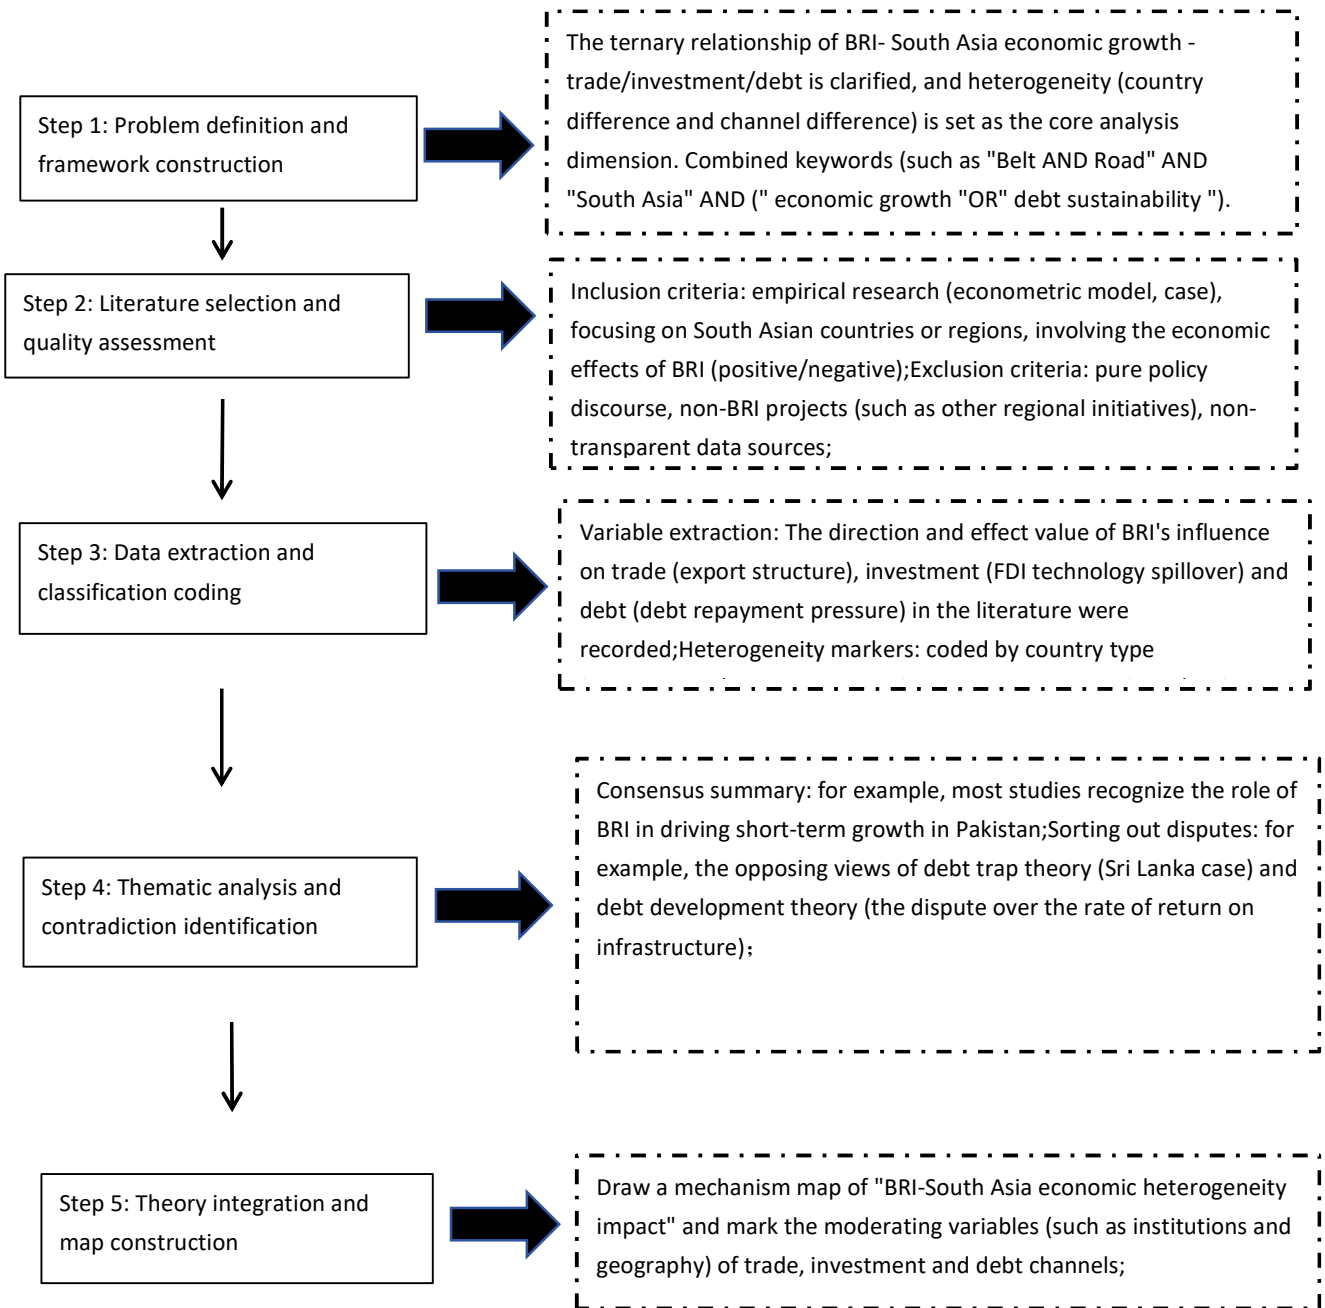 Step 1: Problem definition and
framework construction
The ternary relationship of BRI- South Asia economic growth -
trade/investment/debt is clarified, and heterogeneity (country
difference and channel difference) is set as the core analysis
dimension. Combined keywords (such as "Belt AND Road" AND
"South Asia" AND (" economic growth "OR" debt sustainability ").
Step 2: Literature selection and
quality assessment
Inclusion criteria: empirical research (econometric model, case),
focusing on South Asian countries or regions, involving the economic
effects of BRI (positive/negative);Exclusion criteria: pure policy
discourse, non-BRI projects (such as other regional initiatives), non-
transparent data sources;
Step 3: Data extraction and
classification coding
Variable extraction: The direction and effect value of BRI's influence
on trade (export structure), investment (FDI technology spillover) and
debt (debt repayment pressure) in the literature were
recorded;Heterogeneity markers: coded by country type
Step 4: Thematic analysis and
contradiction identification
Consensus summary: for example, most studies recognize the role of
BRI in driving short-term growth in Pakistan;Sorting out disputes: for
example, the opposing views of debt trap theory (Sri Lanka case) and
debt development theory (the dispute over the rate of return on
infrastructure)；
Step 5: Theory integration and
map construction
Draw a mechanism map of "BRI-South Asia economic heterogeneity
impact" and mark the moderating variables (such as institutions and
geography) of trade, investment and debt channels;